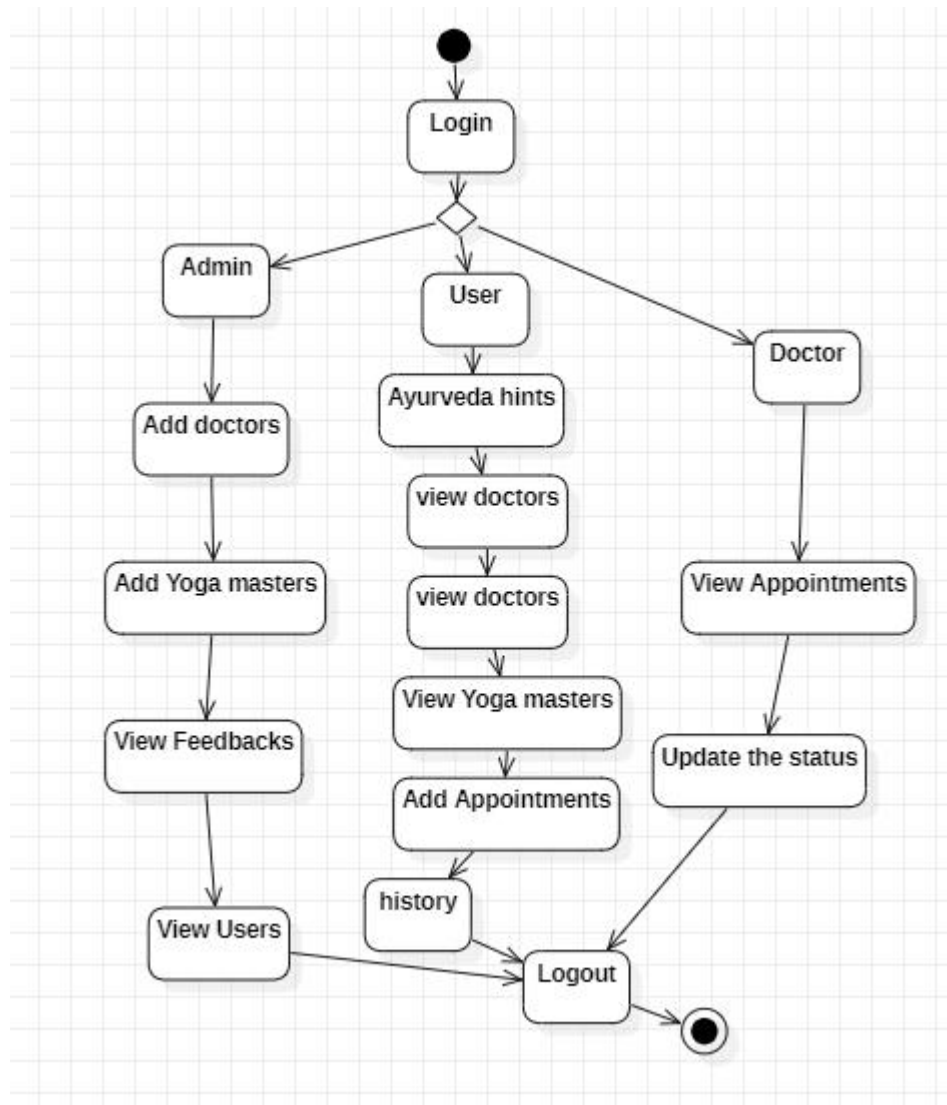 Login
Admin
User
Doctor
Ayurveda hints
Add doctors
view doctors
Add Yoga masters
view doctors
View Appointments
View Yoga masters
View Feedbacks
Update the status
Add Appointments
history
View Users
Logout